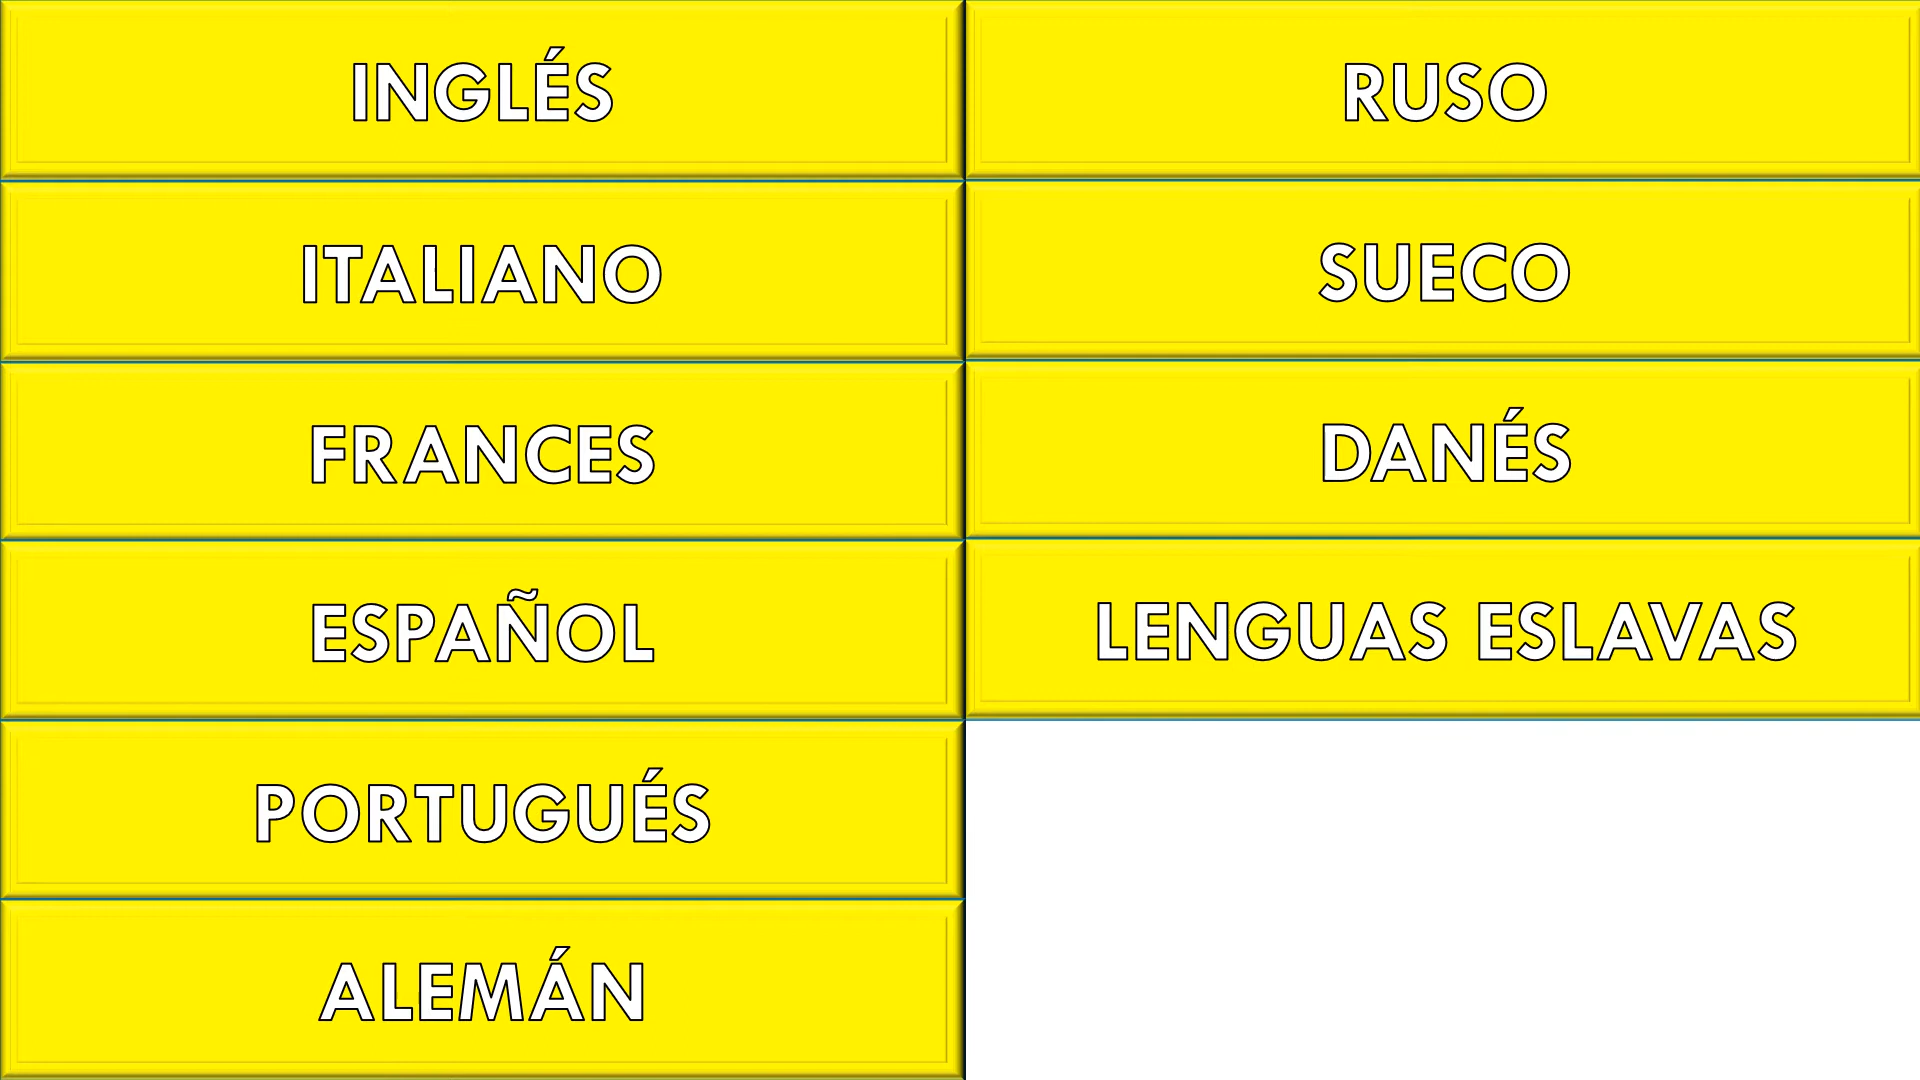 INGLÉS
ITALIANO
FRANCES
ESPAÑOL
PORTUGUÉS
ALEMÁN
RUSO
SUECO
DANÉS
LENGUAS ESLAVAS